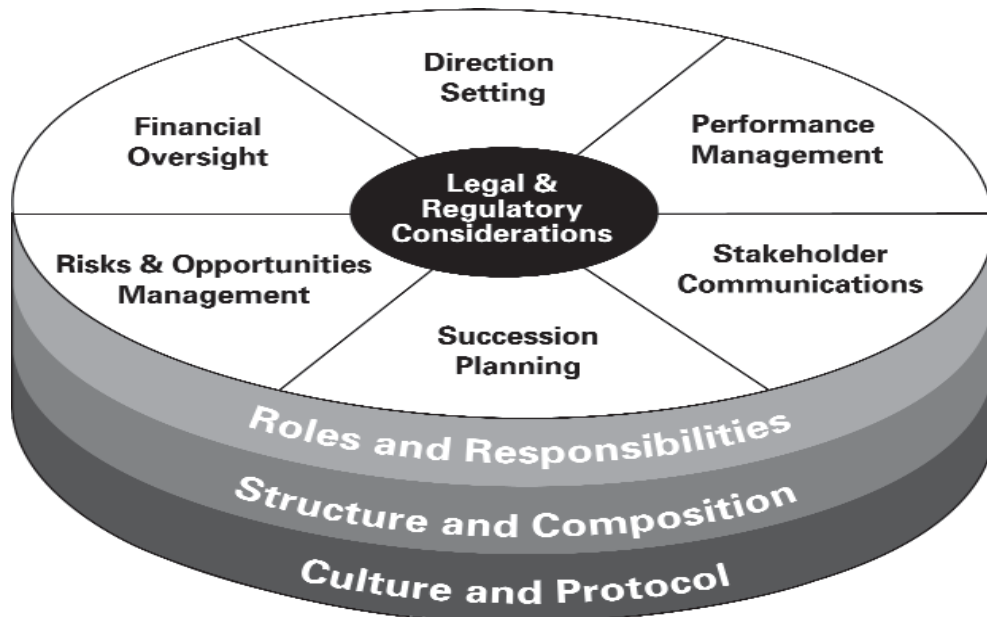 Direction
Setting
Financial
Oversight
Performance
Management
Legal &
Regulatory
Considerations
Risks & Opportunities
Management
Stakeholder
Communications
Succession
Planning
Roles and Responsibilities
Structure and Composition
Culture and Protocol